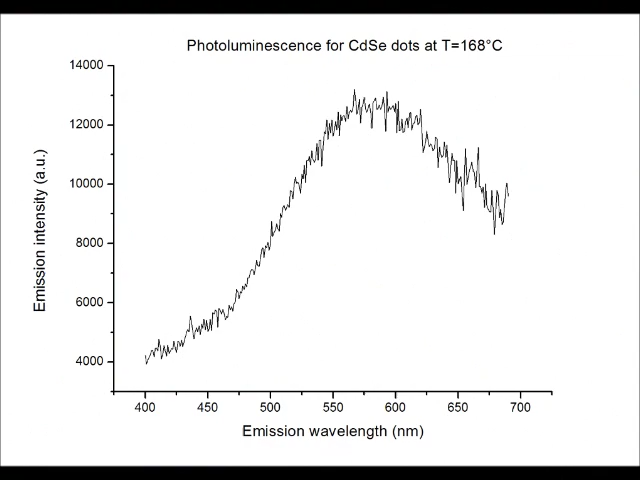 Photoluminescence for CdSe dots at T=168°C
14000
12000
10000
8000
6000
4000
Emission intensity (a.u.)
400 450 500 550 600 650 700
Emission wavelength (nm)